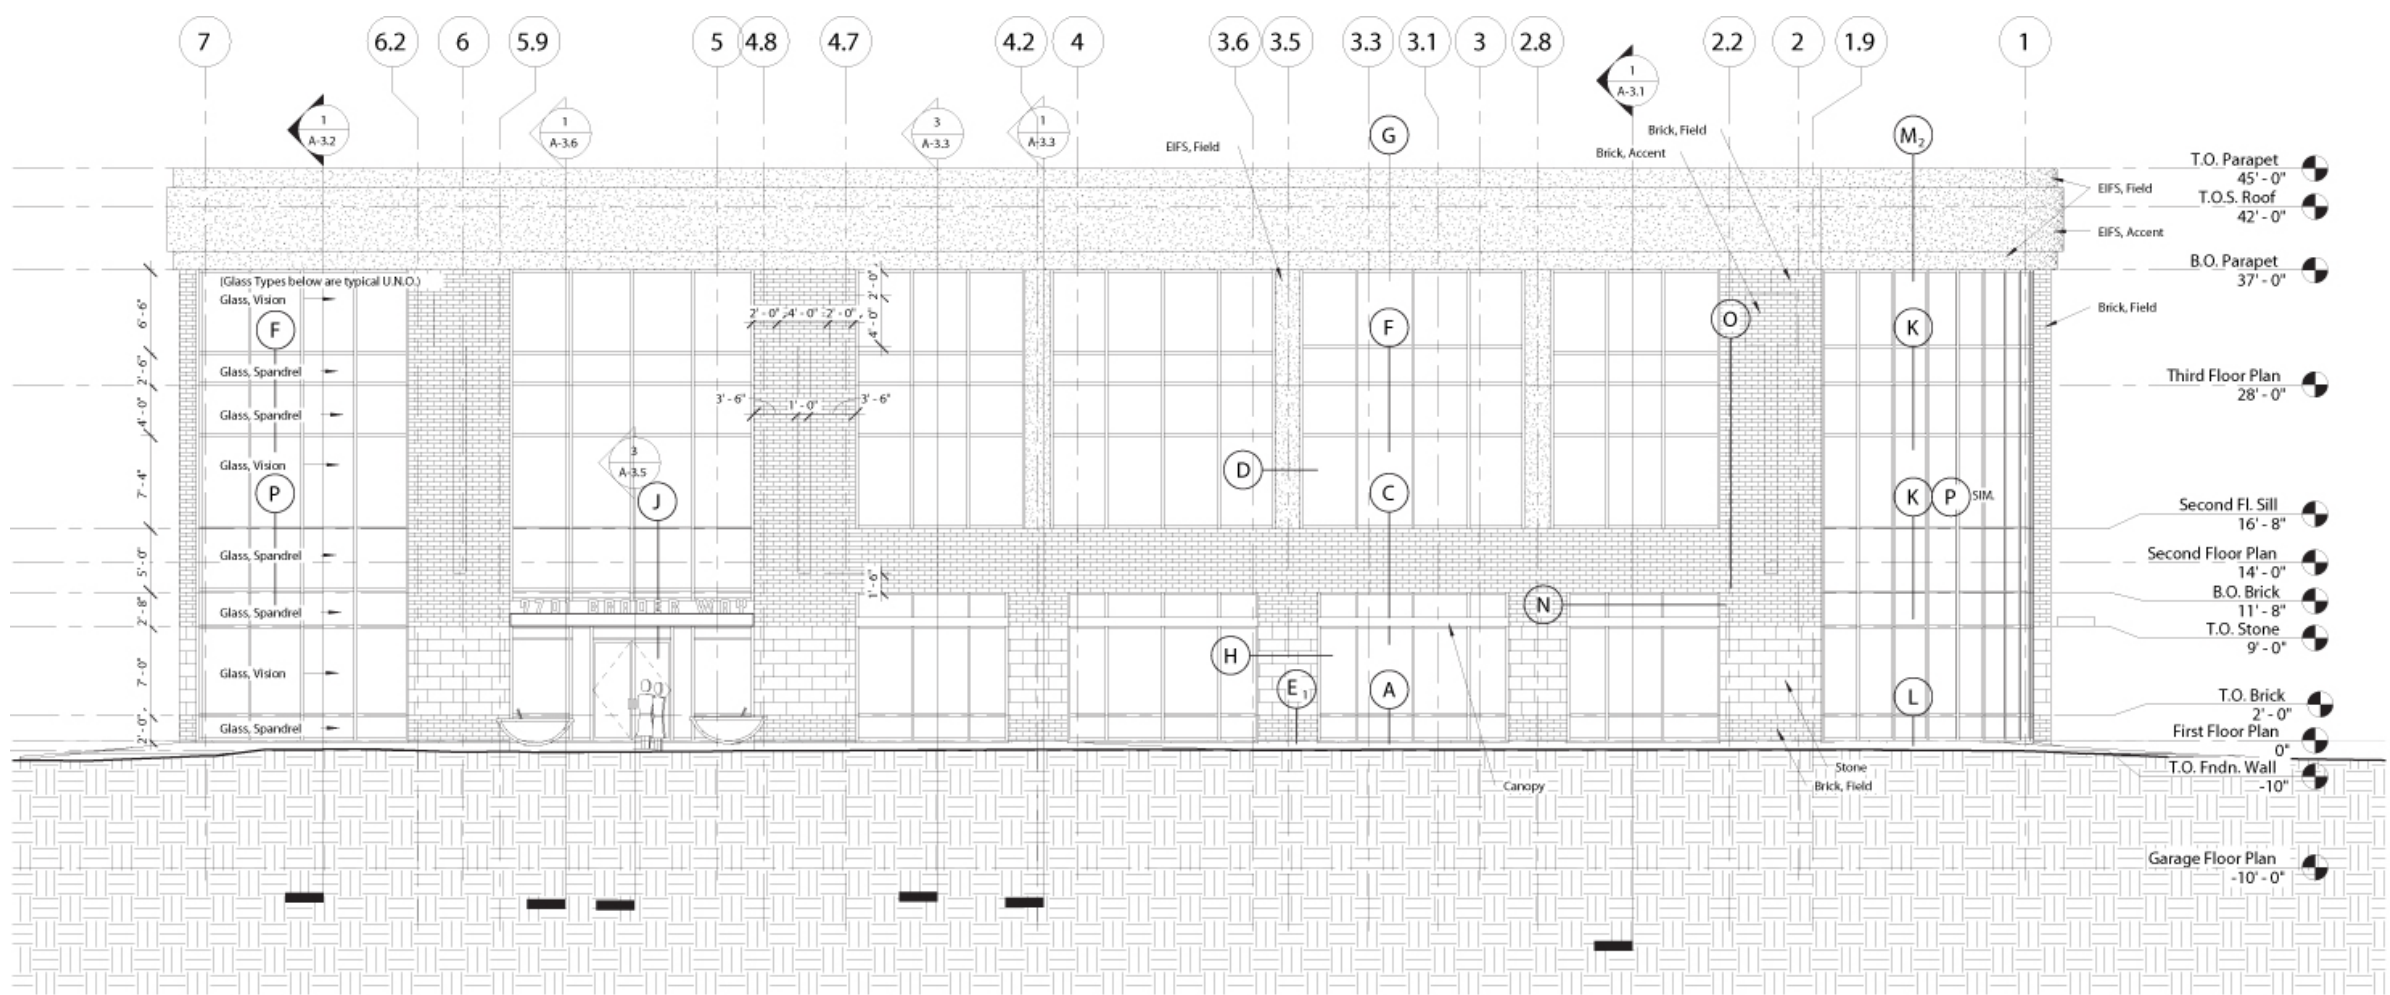 7 6.2 6 5.9 5 4.8 4.7 4.2 4 3.6 3.5 3.3 3.1 3 2.8 2.2 2 1.9 1
1
A-3.1
1
A-3.2
1
A-3.6
3
A-3.3
1
A-3.3
G
M2
EIFS, Field
Brick, Field
Brick, Accent
T.O. Parapet
45' - 0"
EIFS, Field
T.O.S. Roof
42' - 0"
EIFS, Accent
B.O. Parapet
37' - 0"
Brick, Field
(Glass Types below are typical U.N.O.)
Glass, Vision
F
Glass, Spandrel
Glass, Spandrel
Glass, Vision
P
Glass, Spandrel
Glass, Spandrel
Glass, Vision
Glass, Spandrel
6' - 6"
2' - 6"
4' - 0"
7' - 4"
5' - 0"
2' - 8"
7' - 0"
2' - 0"
2' - 0" 4' - 0" 2' - 0"
2' - 0"
4' - 0"
3' - 6" 1' - 0" 3' - 6"
1' - 6"
3
A-3.5
J
7701 GRADER WAY
F
O
K
D
C
K
P
SIM.
N
H
E1
A
L
Third Floor Plan
28' - 0"
Second Fl. Sill
16' - 8"
Second Floor Plan
14' - 0"
B.O. Brick
11' - 8"
T.O. Stone
9' - 0"
T.O. Brick
2' - 0"
First Floor Plan
0"
T.O. Fndn. Wall
-10"
Stone
Brick, Field
Canopy
Garage Floor Plan
-10' - 0"